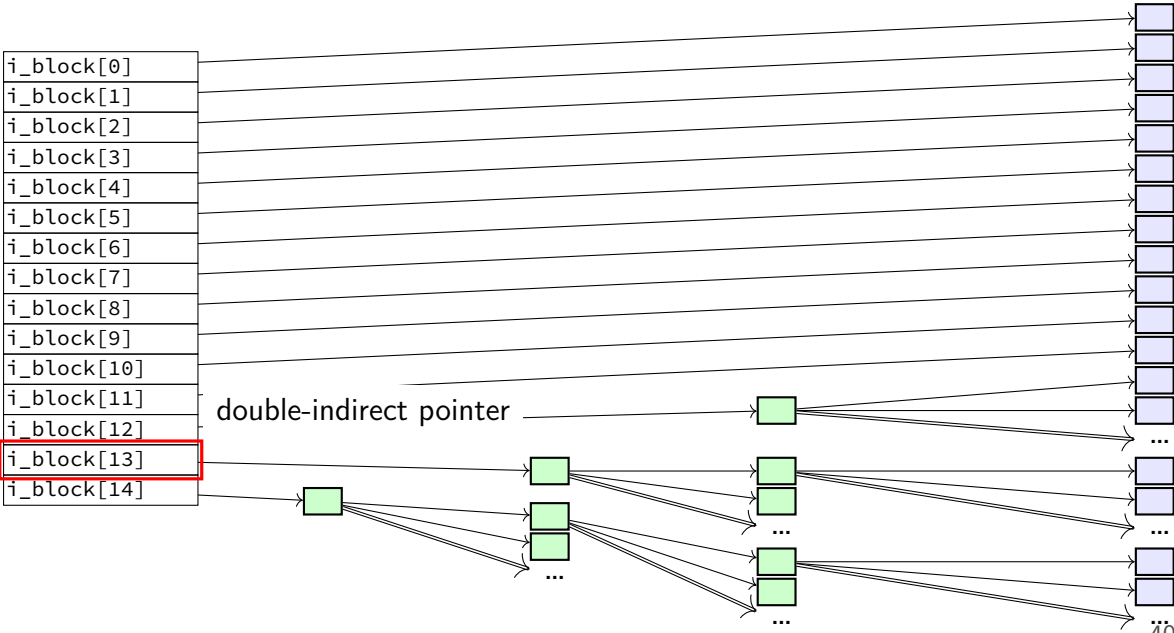 i_block[0]
i_block[1]
i_block[2]
i_block[3]
i_block[4]
i_block[5]
i_block[6]
i_block[7]
i_block[8]
i_block[9]
i_block[10]
i_block[11]
double-indirect pointer
i_block[12]
...
i_block[13]
i_block[14]
...
...
...
...
...
40